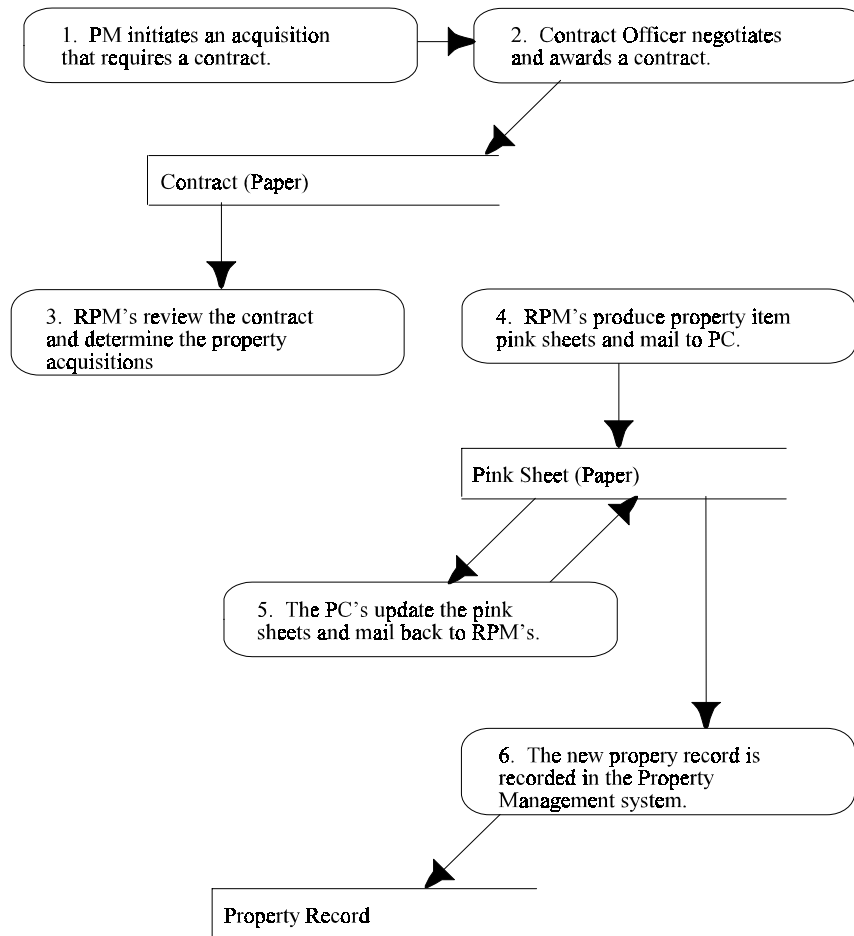 1.  PM initiates an acquisition
that requires a contract.
2.  Contract Officer negotiates
and awards a contract.
Contract (Paper)
3.  RPM's review the contract
and determine the property
acquisitions
4.  RPM's produce property item
pink sheets and mail to PC.
Pink Sheet (Paper)
5.  The PC's update the pink
sheets and mail back to RPM's.
6.  The new propery record is
recorded in the Property
Management system.
Property Record